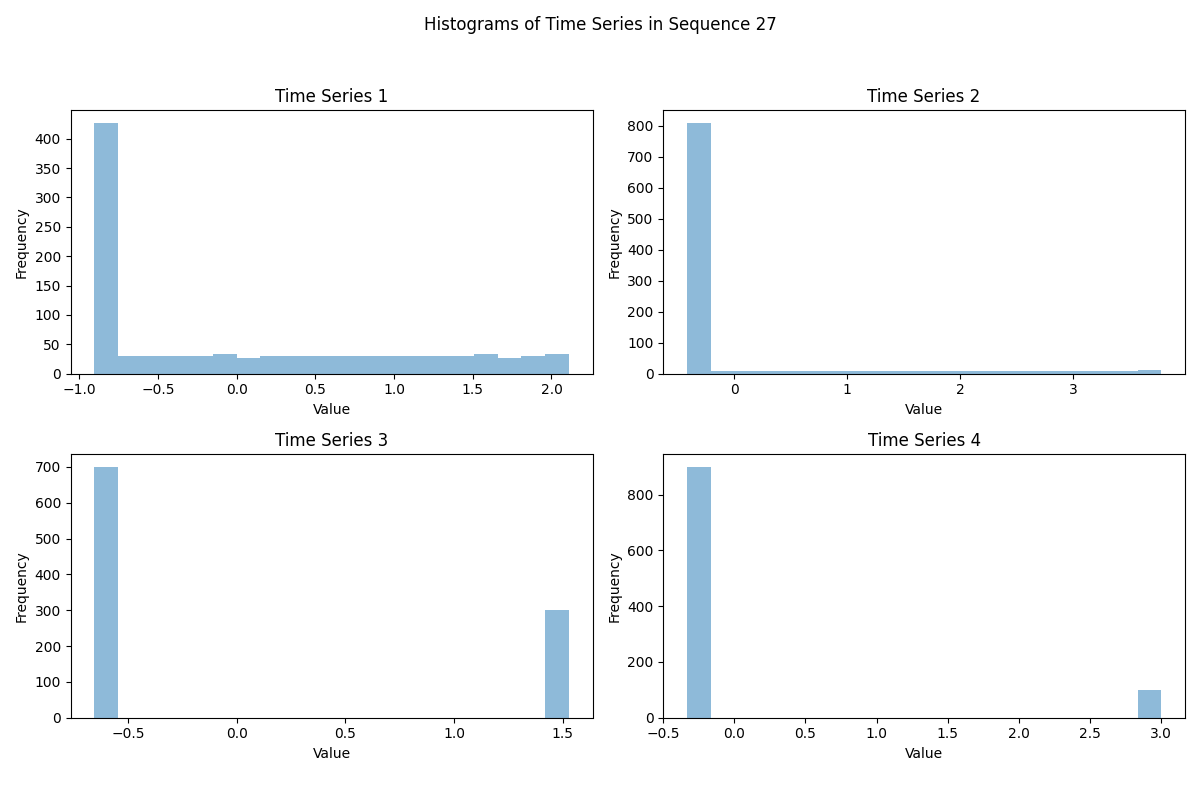 Histograms of Time Series in Sequence 27
Time Series 1
Frequency
400
350
300
250
200
150
100
50
0
−1.0 −0.5 0.0 0.5 1.0 1.5 2.0
Value
Time Series 2
Frequency
800
700
600
500
400
300
200
100
0
0 1 2 3
Value
Time Series 3
Frequency
700
600
500
400
300
200
100
0
−0.5 0.0 0.5 1.0 1.5
Value
Time Series 4
Frequency
800
600
400
200
0
−0.5 0.0 0.5 1.0 1.5 2.0 2.5 3.0
Value